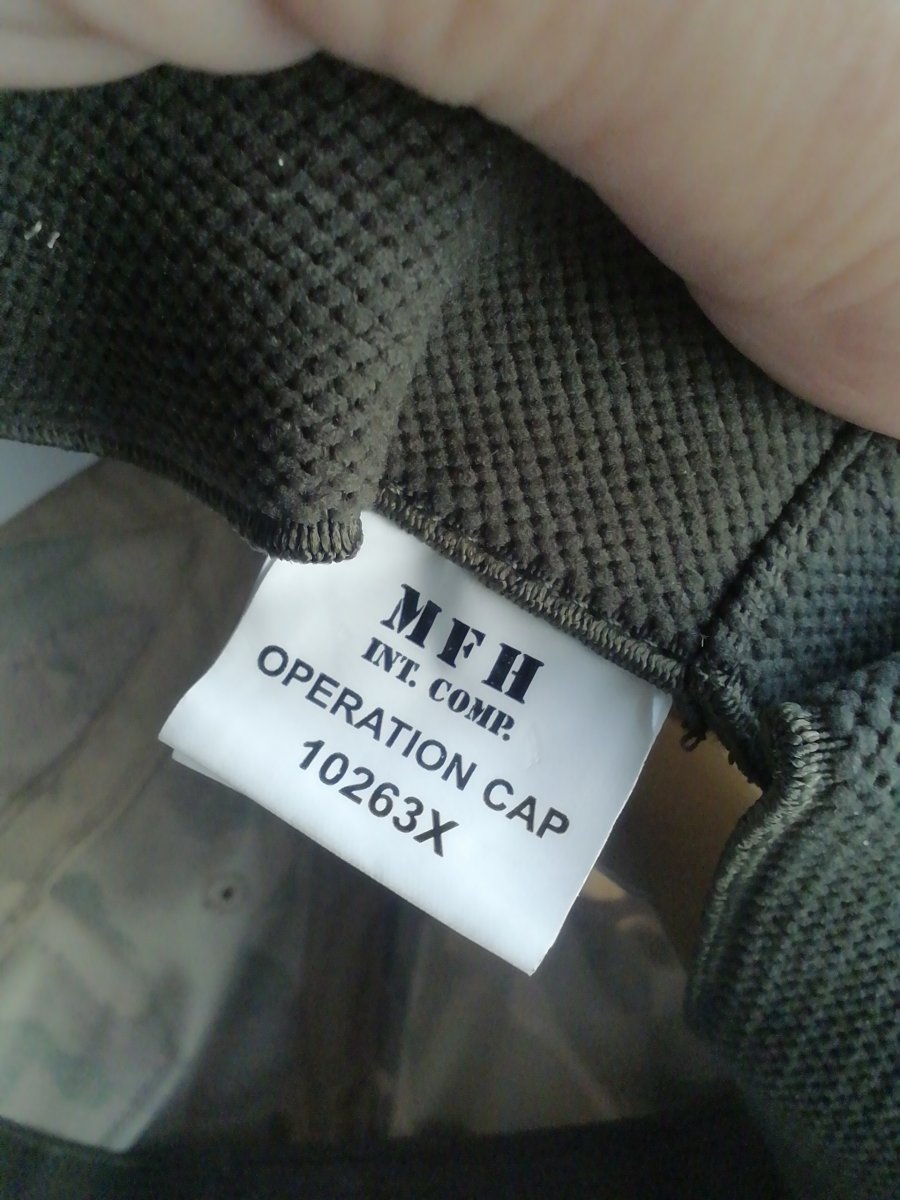 MFH
INT. COMP.
OPERATION CAP
10263X